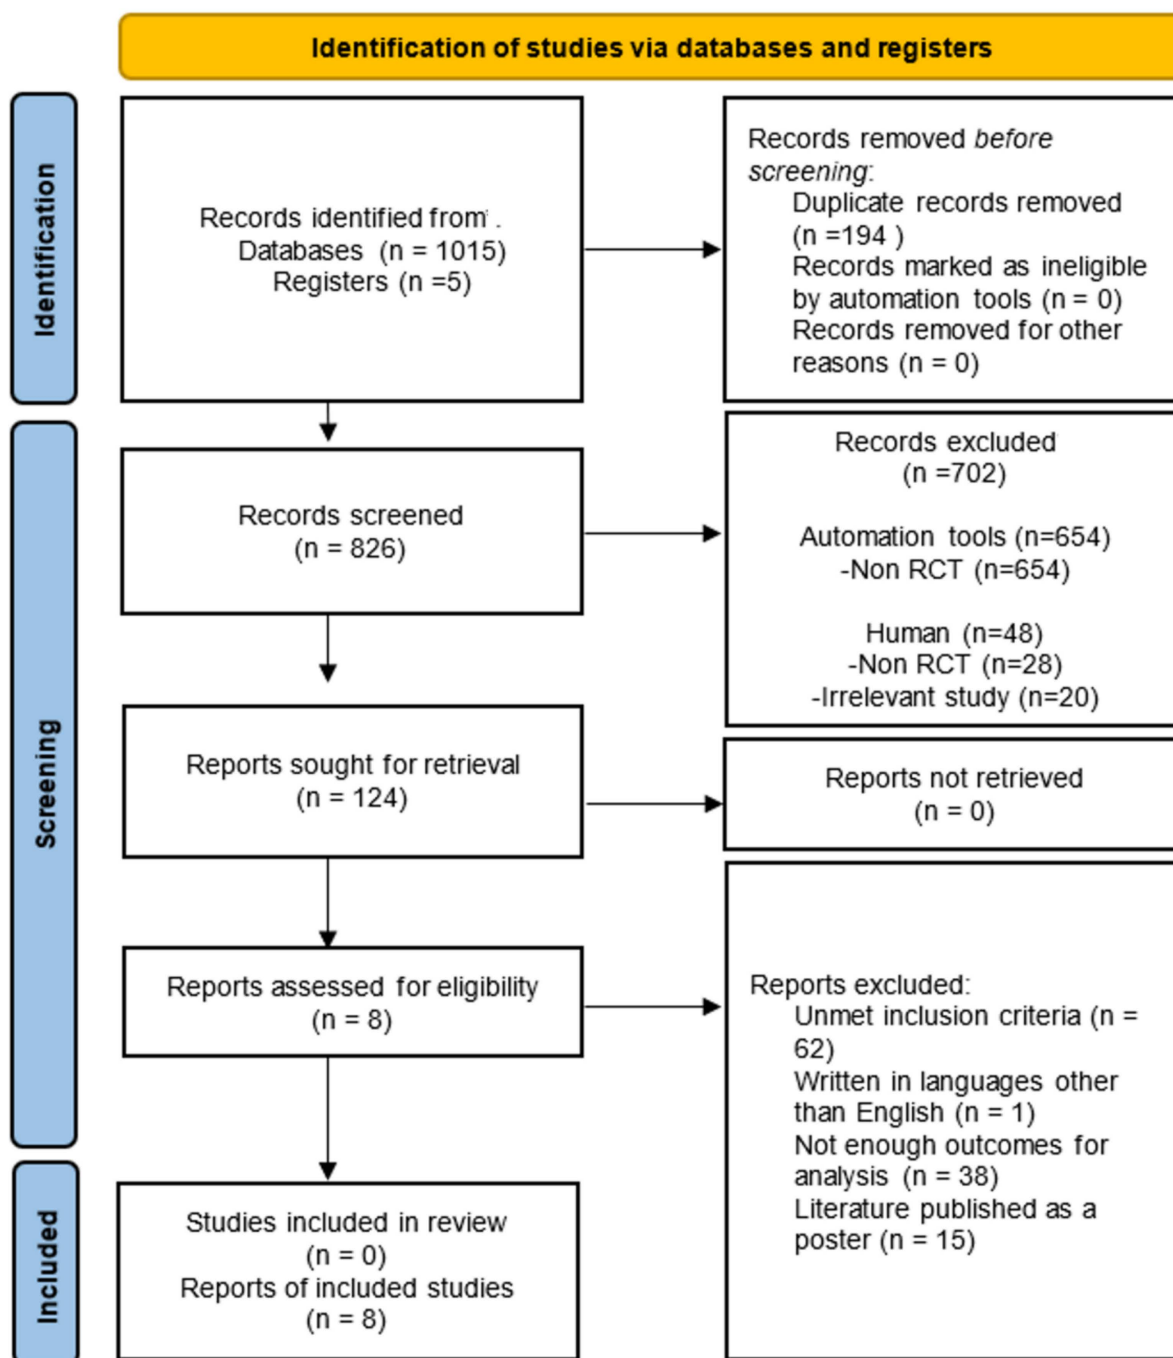 Identification of studies via databases and registers
Identification
Records identified from .
Databases (n = 1015)
Registers (n =5)
Records removed before
screening:
Duplicate records removed
(n =194 )
Records marked as ineligible
by automation tools (n = 0)
Records removed for other
reasons (n = 0)
Screening
Records screened
(n = 826)
Records excluded
(n =702)
Automation tools (n=654)
-Non RCT (n=654)
Human (n=48)
-Non RCT (n=28)
-Irrelevant study (n=20)
Reports sought for retrieval
(n = 124)
Reports not retrieved
(n = 0)
Reports assessed for eligibility
(n = 8)
Reports excluded:
Unmet inclusion criteria (n =
62)
Written in languages other
than English (n = 1)
Not enough outcomes for
analysis (n = 38)
Literature published as a
poster (n = 15)
Included
Studies included in review
(n = 0)
Reports of included studies
(n = 8)